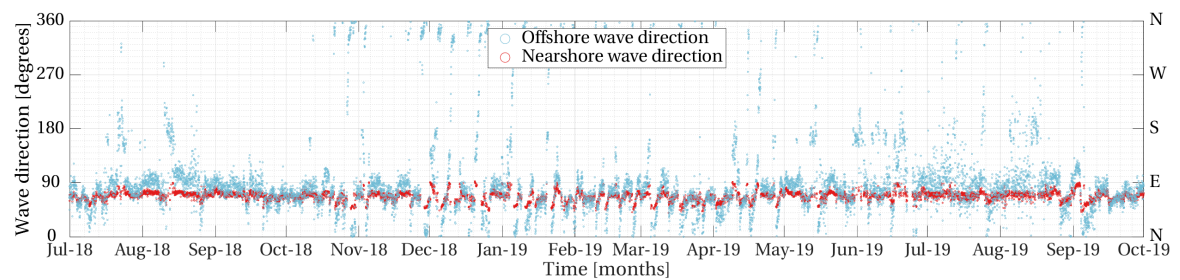 Wave direction [degrees]
360
270
180
90
0
N
W
S
E
N
Offshore wave direction
Nearshore wave direction
Jul-18 Aug-18 Sep-18 Oct-18 Nov-18 Dec-19 Jan-19 Feb-19 Mar-19 Apr-19 May-19 Jun-19 Jul-19 Aug-19 Sep-19 Oct-19
Time [months]